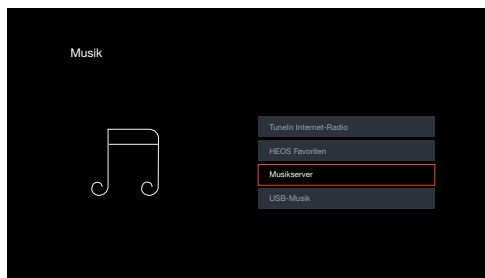 Musik
TuneIn Internet-Radio
HEOS Favoriten
Musikserver
USB-Musik